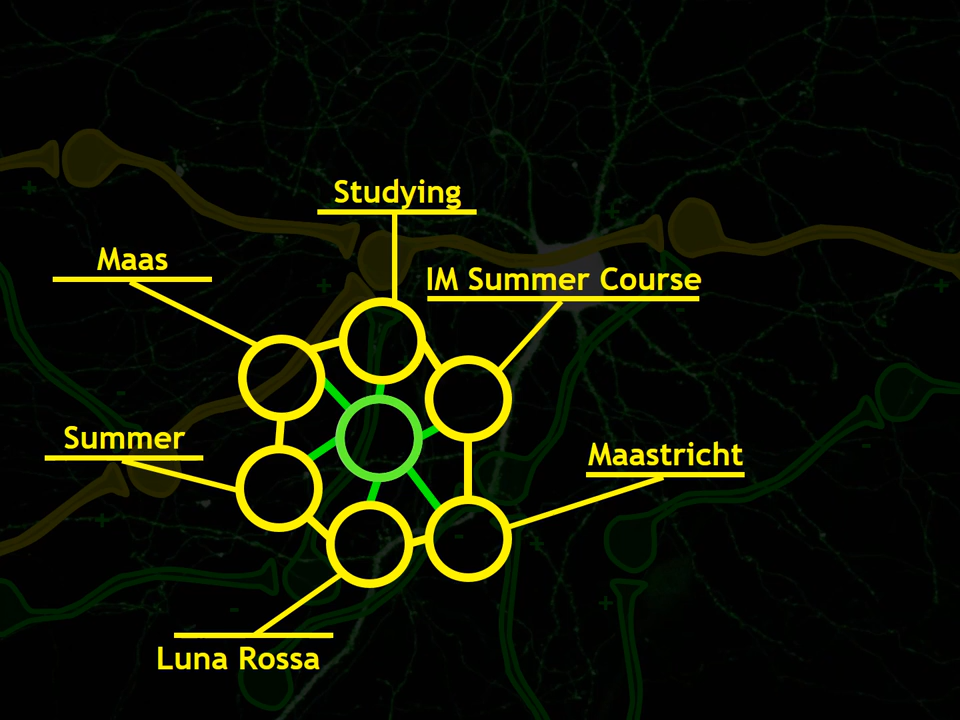 Studying
Maas
IM Summer Course
Summer
Maastricht
Luna Rossa